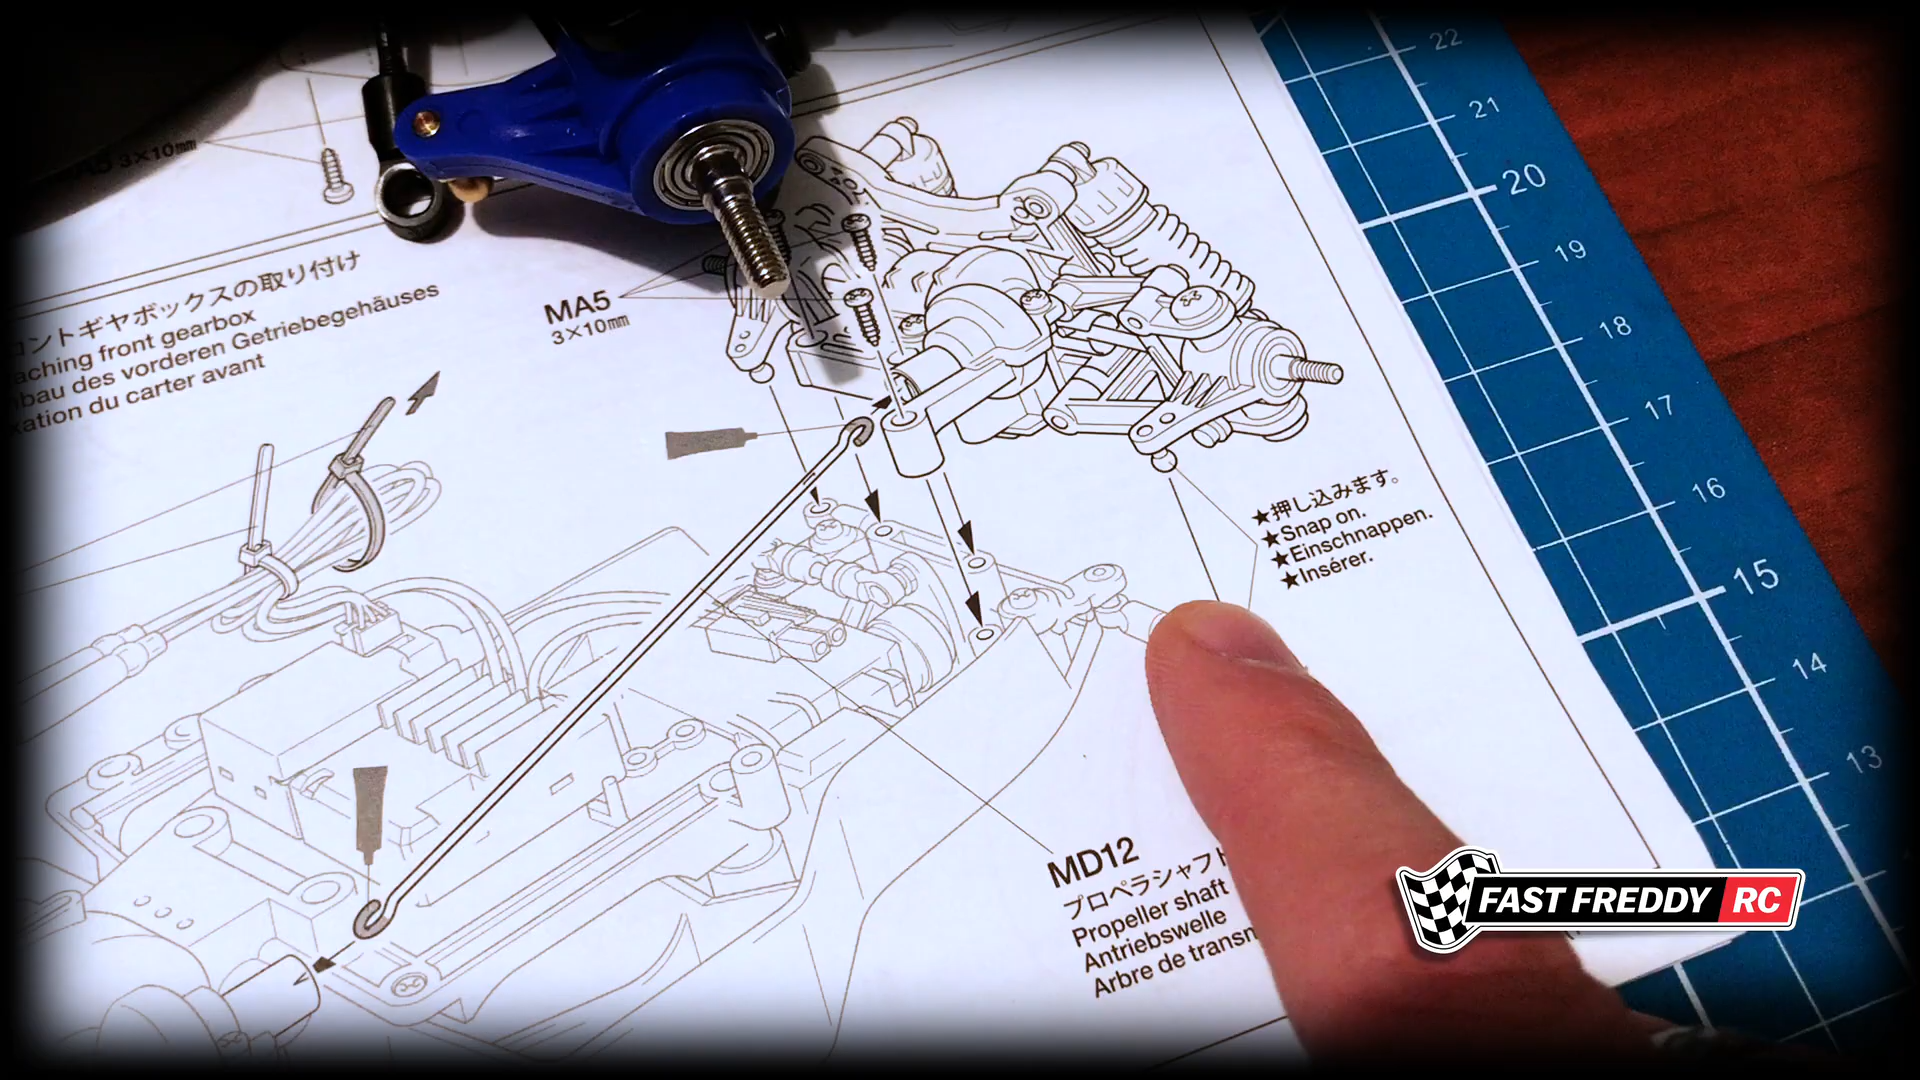 3×10mm
ントギヤボックスの取り付け
aching front gearbox
bau des vorderen Getriebegehäuses
xation du carter avant
MA5
3×10mm
★押し込みます。
★Snap on.
★Einschnappen.
★Insérer.
MD12
プロペラシャフト
Propeller shaft
Antriebswelle
Arbre de transm
22
21
20
19
18
17
16
15
14
13
FAST FREDDY RC